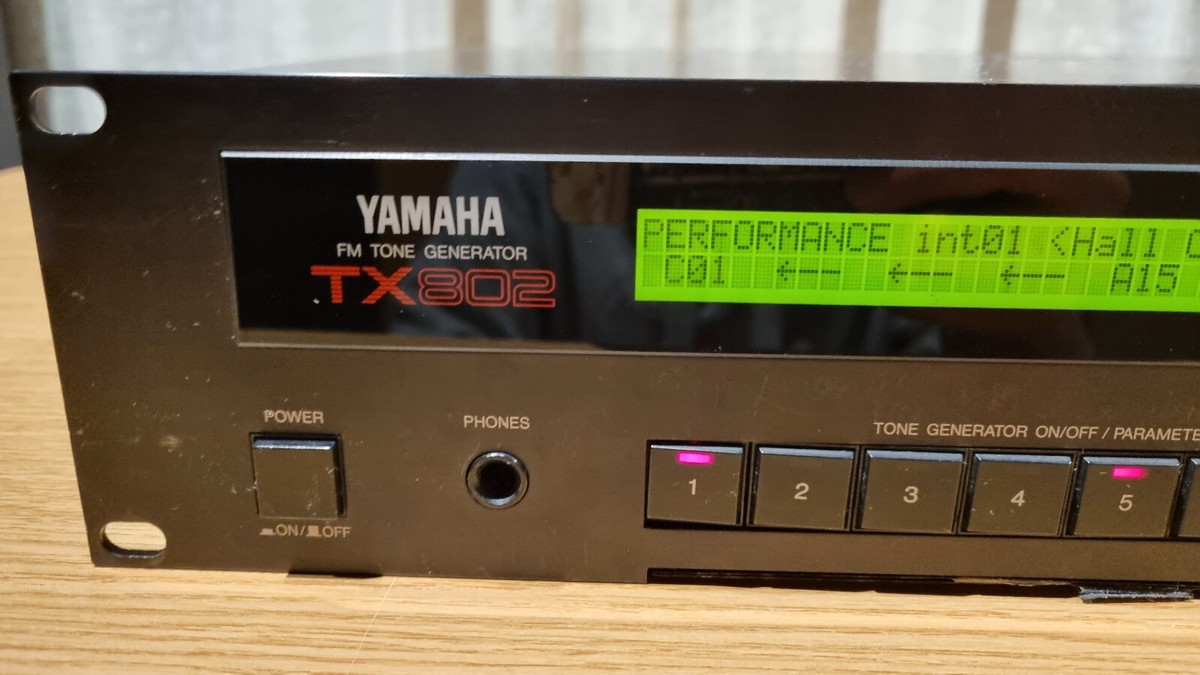 YAMAHA
FM TONE GENERATOR
TX802
PERFORMANCE int01 <Hall
C01 ←— ←— ←— A15
POWER
ON/ OFF
PHONES
TONE GENERATOR ON/OFF / PARAMETE
1 2 3 4 5